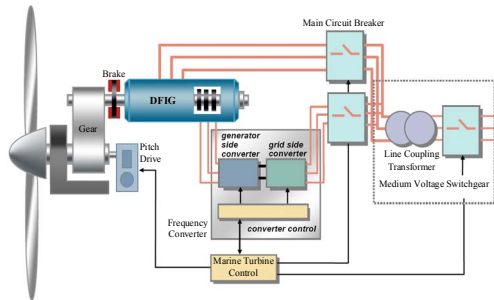 Main Circuit Breaker
Brake
DFIG
Gear
generator
side
converter
grid side
converter
Pitch
Drive
Line Coupling
Transformer
Medium Voltage Switchgear
Frequency
Converter
converter control
Marine Turbine
Control